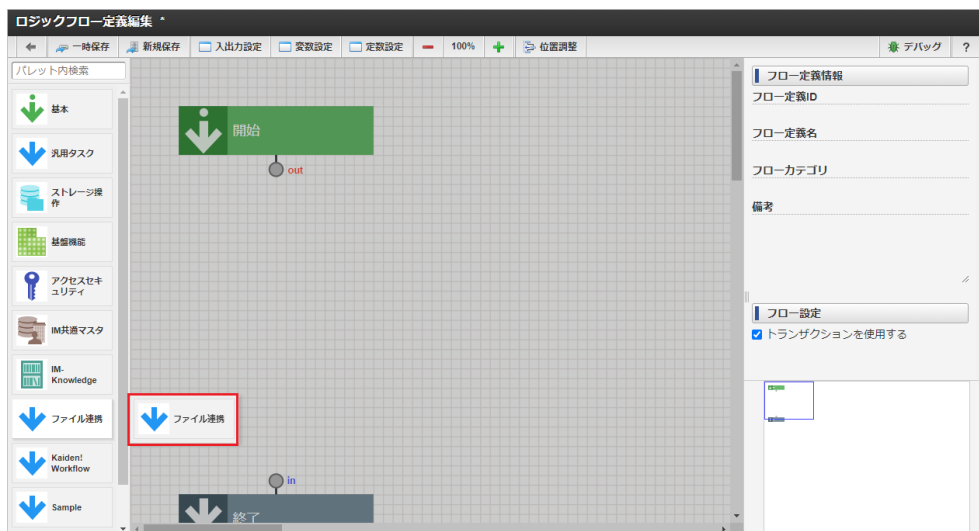 ロジックフロー定義編集 *
一時保存 新規保存 入出力設定 変数設定 定数設定 100% 位置調整 デバッグ ?
パレット内検索
基本
汎用タスク
ストレージ操
作
基盤機能
アクセスセキ
ュリティ
IM共通マスタ
IM-
Knowledge
ファイル連携
Kaiden!
Workflow
Sample
開始
out
ファイル連携
in
終了
フロー定義情報
フロー定義ID
フロー定義名
フローカテゴリ
備考
フロー設定
トランザクションを使用する